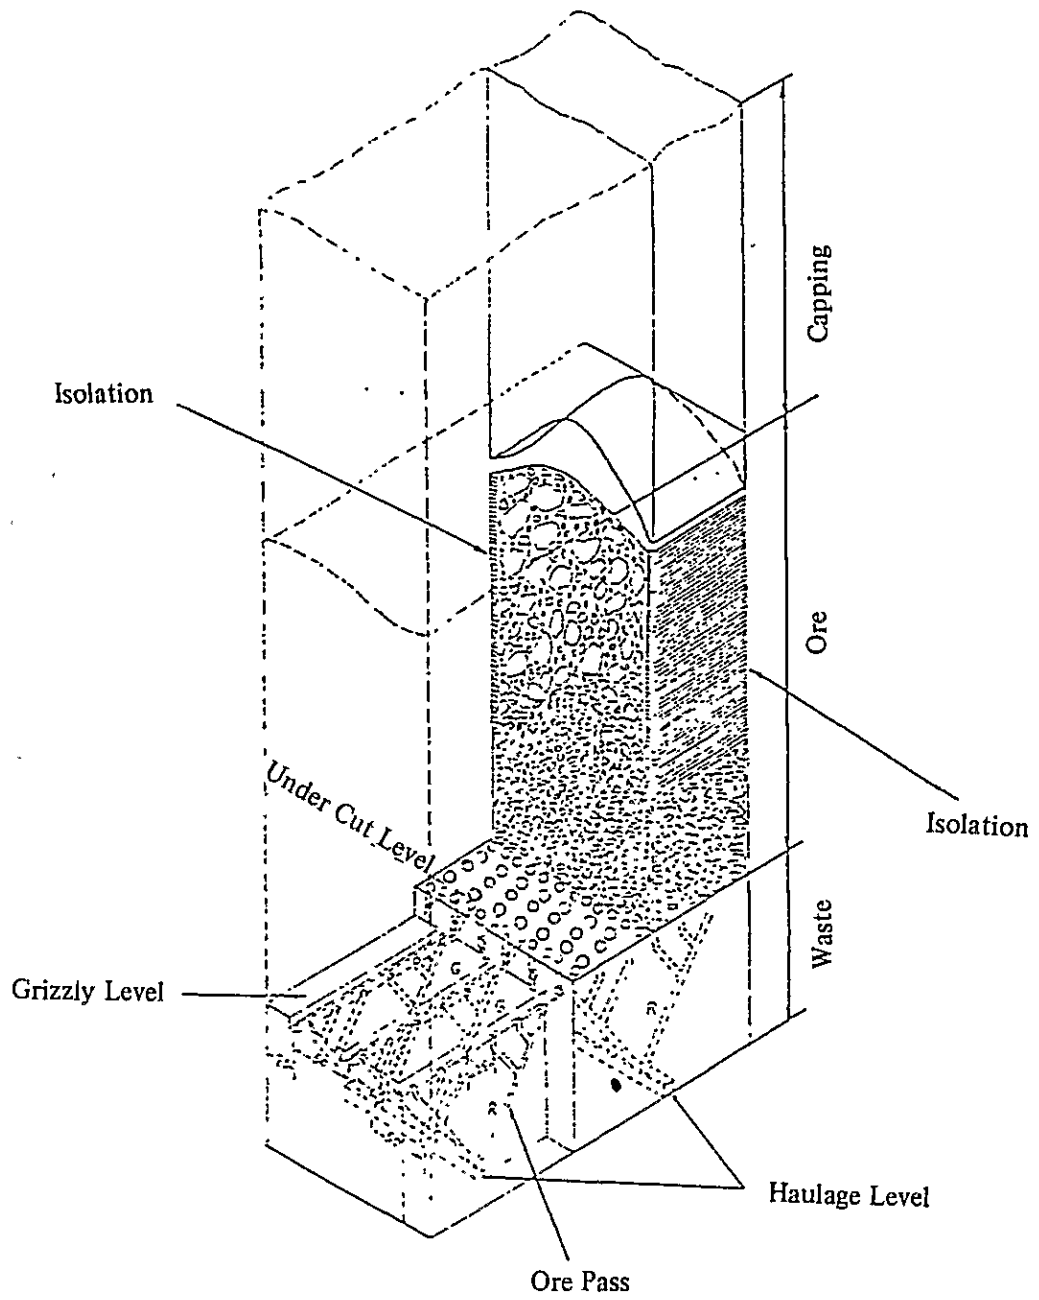 Capping
Isolation
Ore
Under Cut Level
Isolation
Waste
Grizzly Level
G
R
R
Haulage Level
Ore Pass